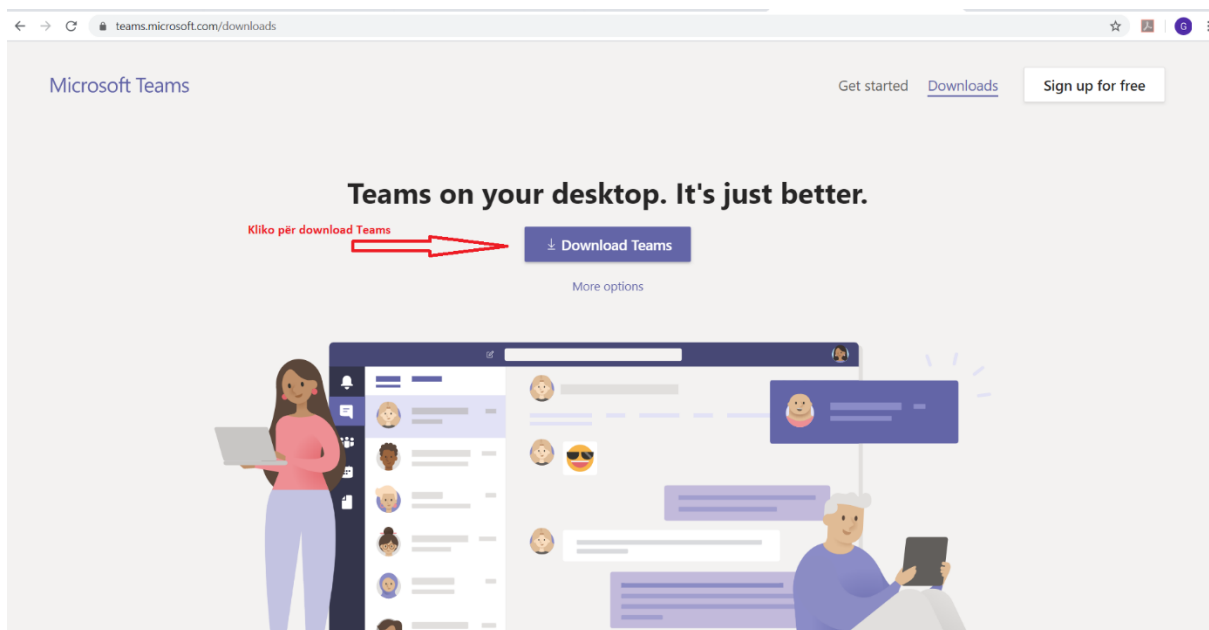 teams.microsoft.com/downloads
G
Microsoft Teams
Get started
Downloads
Sign up for free
Teams on your desktop. It's just better.
Kliko për download Teams
Download Teams
More options